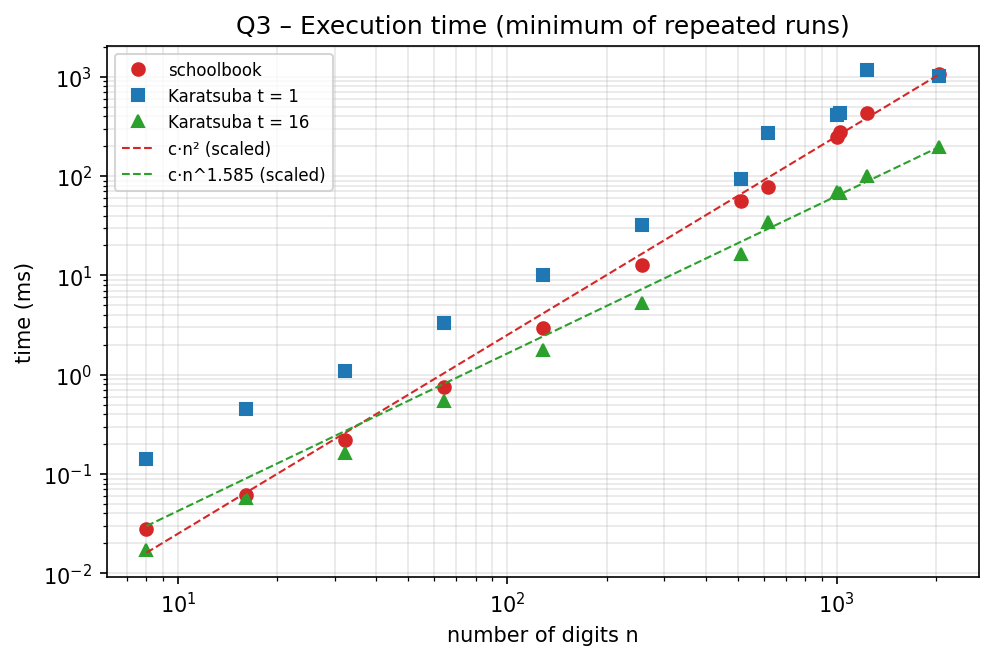 Q3 – Execution time (minimum of repeated runs)
schoolbook
Karatsuba t = 1
Karatsuba t = 16
c·n² (scaled)
c·n^1.585 (scaled)
time (ms)
10³
10²
10¹
10⁰
10⁻¹
10⁻²
10¹
10²
10³
number of digits n